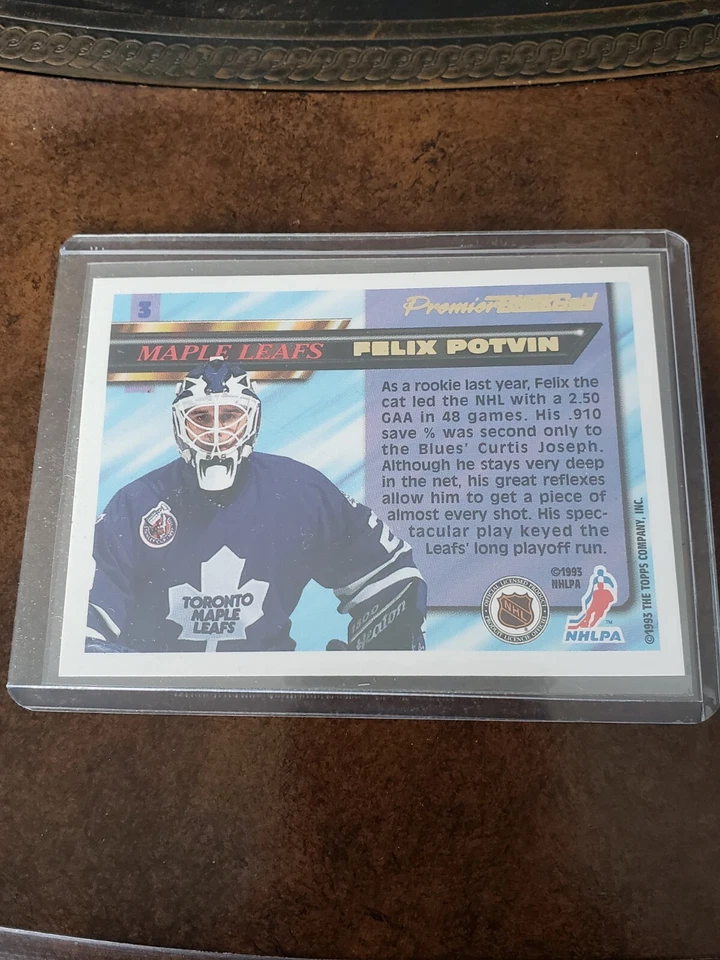 3
Premier Black Gold
MAPLE LEAFS
FELIX POTVIN
As a rookie last year, Felix the
cat led the NHL with a 2.50
GAA in 48 games. His .910
save % was second only to
the Blues' Curtis Joseph.
Although he stays very deep
in the net, his great reflexes
allow him to get a piece of
almost every shot. His spec-
tacular play keyed the
Leafs' long playoff run.
©1993
NHLPA
NHL
NHLPA
TM
©1993 THE TOPPS COMPANY, INC.
TORONTO
MAPLE
LEAFS